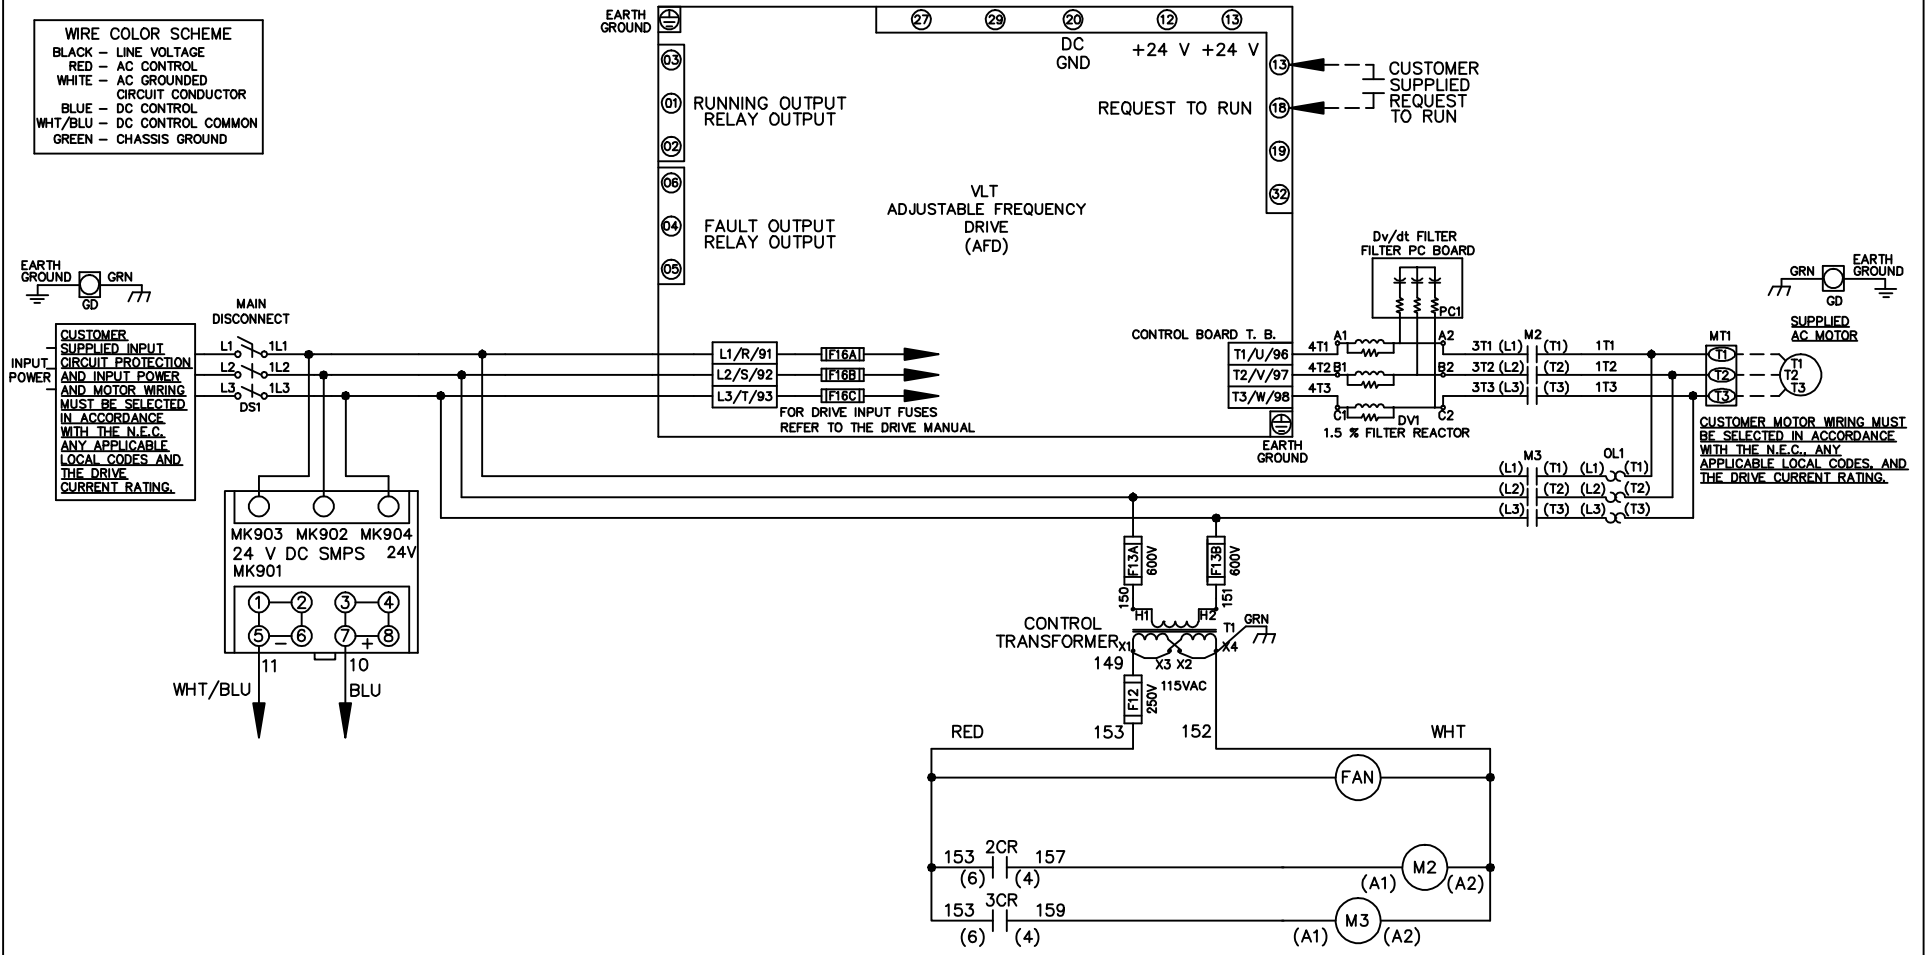 WIRE COLOR SCHEME
BLACK – LINE VOLTAGE
RED – AC CONTROL
WHITE – AC GROUNDED
CIRCUIT CONDUCTOR
BLUE – DC CONTROL
WHT/BLU – DC CONTROL COMMON
GREEN – CHASSIS GROUND
EARTH
GROUND
27 29 20 12 13
DC
GND
+24 V +24 V
03
01
02
RUNNING OUTPUT
RELAY OUTPUT
06
04
05
FAULT OUTPUT
RELAY OUTPUT
VLT
ADJUSTABLE FREQUENCY
DRIVE
(AFD)
REQUEST TO RUN
13
18
19
32
CUSTOMER
SUPPLIED
REQUEST
TO RUN
EARTH
GROUND
GRN
GD
INPUT
POWER
CUSTOMER
SUPPLIED INPUT
CIRCUIT PROTECTION
AND INPUT POWER
AND MOTOR WIRING
MUST BE SELECTED
IN ACCORDANCE
WITH THE N.E.C.
ANY APPLICABLE
LOCAL CODES AND
THE DRIVE
CURRENT RATING.
MAIN
DISCONNECT
L1 1L1
L2 1L2
L3 1L3
DS1
L1/R/91 F16A
L2/S/92 F16B
L3/T/93 F16C
FOR DRIVE INPUT FUSES
REFER TO THE DRIVE MANUAL
CONTROL BOARD T. B.
T1/U/96
T2/V/97
T3/W/98
EARTH
GROUND
Dv/dt FILTER
FILTER PC BOARD
PC1
4T1 A1 A2
4T2 B1 B2
4T3 C1 C2
DV1
1.5 % FILTER REACTOR
M2
3T1 (L1) (T1) 1T1
3T2 (L2) (T2) 1T2
3T3 (L3) (T3) 1T3
MT1
T1
T2
T3
T1
T2
T3
GRN
GD
EARTH
GROUND
SUPPLIED
AC MOTOR
CUSTOMER MOTOR WIRING MUST
BE SELECTED IN ACCORDANCE
WITH THE N.E.C., ANY
APPLICABLE LOCAL CODES, AND
THE DRIVE CURRENT RATING.
M3 OL1
(L1) (T1) (L1) (T1)
(L2) (T2) (L2) (T2)
(L3) (T3) (L3) (T3)
MK903 MK902 MK904
24 V DC SMPS 24V
MK901
1 2 3 4
5 – 6 7 + 8
11 10
WHT/BLU BLU
F13A 600V
F13B 600V
150 151
H1 H2
CONTROL
TRANSFORMER
T1
GRN
X1 X3 X2 X4
149
115VAC
F12 250V
153 152
RED WHT
FAN
153 2CR 157
(6) (4)
M2
(A1) (A2)
153 3CR 159
(6) (4)
M3
(A1) (A2)